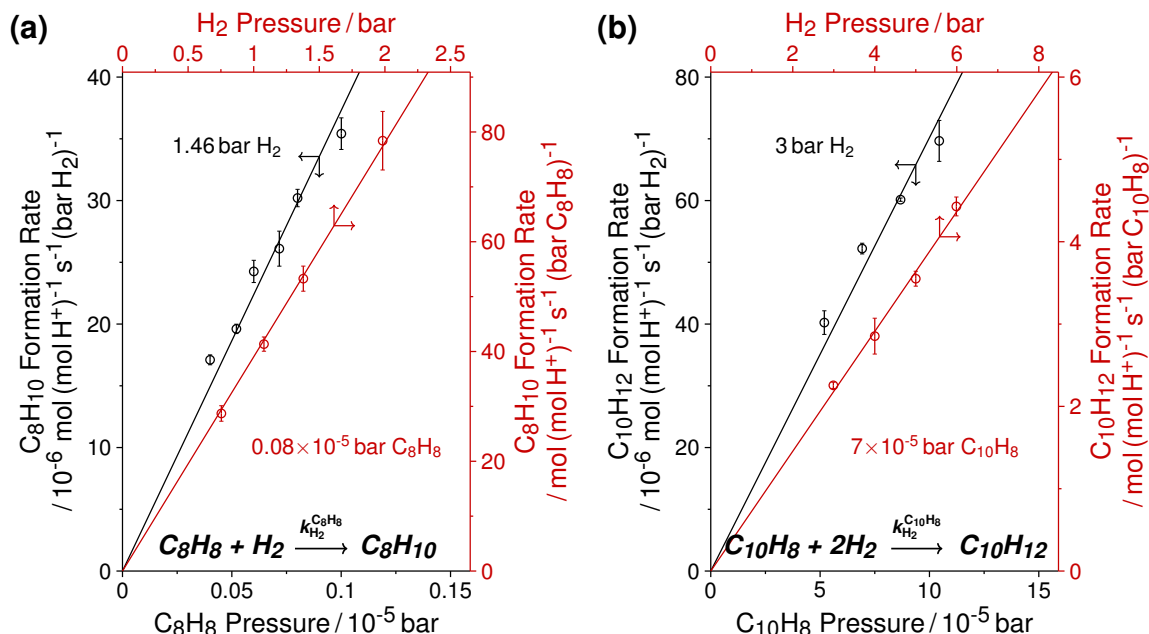 (a)
H2 Pressure / bar
0 0.5 1 1.5 2 2.5
40
30
20
10
0
C8H10 Formation Rate
/ 10-6 mol (mol H+)-1 s-1 (bar H2)-1
1.46 bar H2
0.08×10-5 bar C8H8
C8H8 + H2 kH2C8H8 C8H10
80
60
40
20
0
C8H10 Formation Rate
/ mol (mol H+)-1 s-1 (bar C8H8)-1
0 0.05 0.1 0.15
C8H8 Pressure / 10-5 bar
(b)
H2 Pressure / bar
0 2 4 6 8
80
60
40
20
0
C10H12 Formation Rate
/ 10-6 mol (mol H+)-1 s-1 (bar H2)-1
3 bar H2
7×10-5 bar C10H8
C10H8 + 2H2 kH2C10H8 C10H12
6
4
2
0
C10H12 Formation Rate
/ mol (mol H+)-1 s-1 (bar C10H8)-1
0 5 10 15
C10H8 Pressure / 10-5 bar